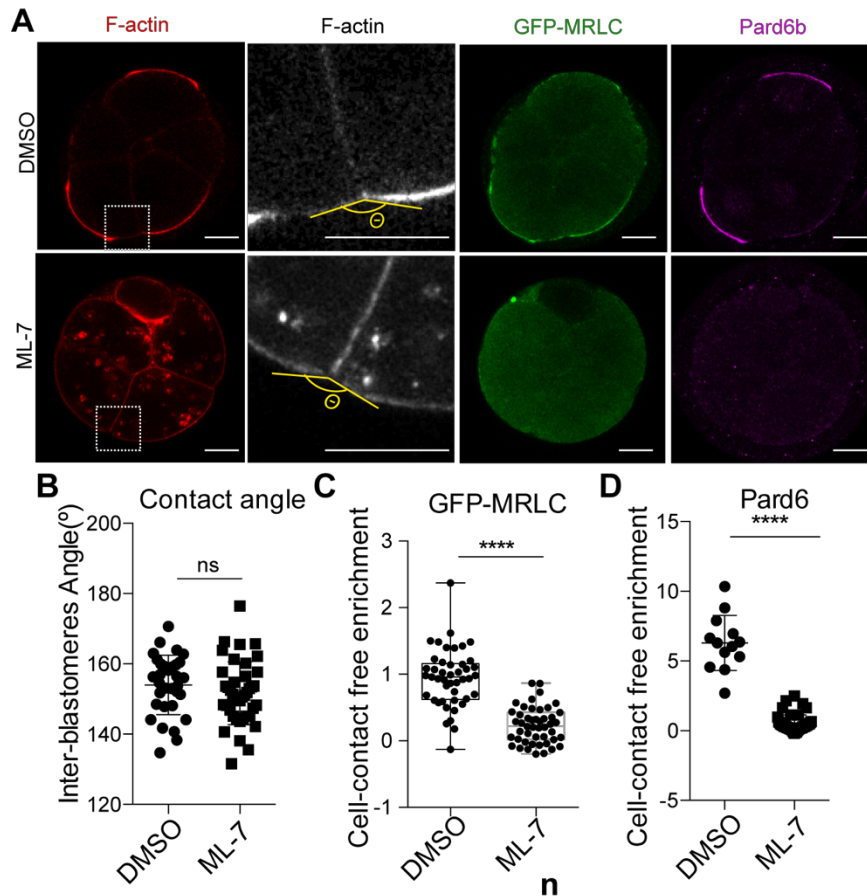 A
F-actin F-actin GFP-MRLC Pard6b
DMSO
Θ
ML-7
Θ
B
Contact angle
Inter-blastomeres Angle(º)
200
180
160
140
120
ns
DMSO ML-7
C
GFP-MRLC
Cell-contact free enrichment
3
2
1
0
-1
****
DMSO ML-7
n
D
Pard6
Cell-contact free enrichment
15
10
5
0
-5
****
DMSO ML-7